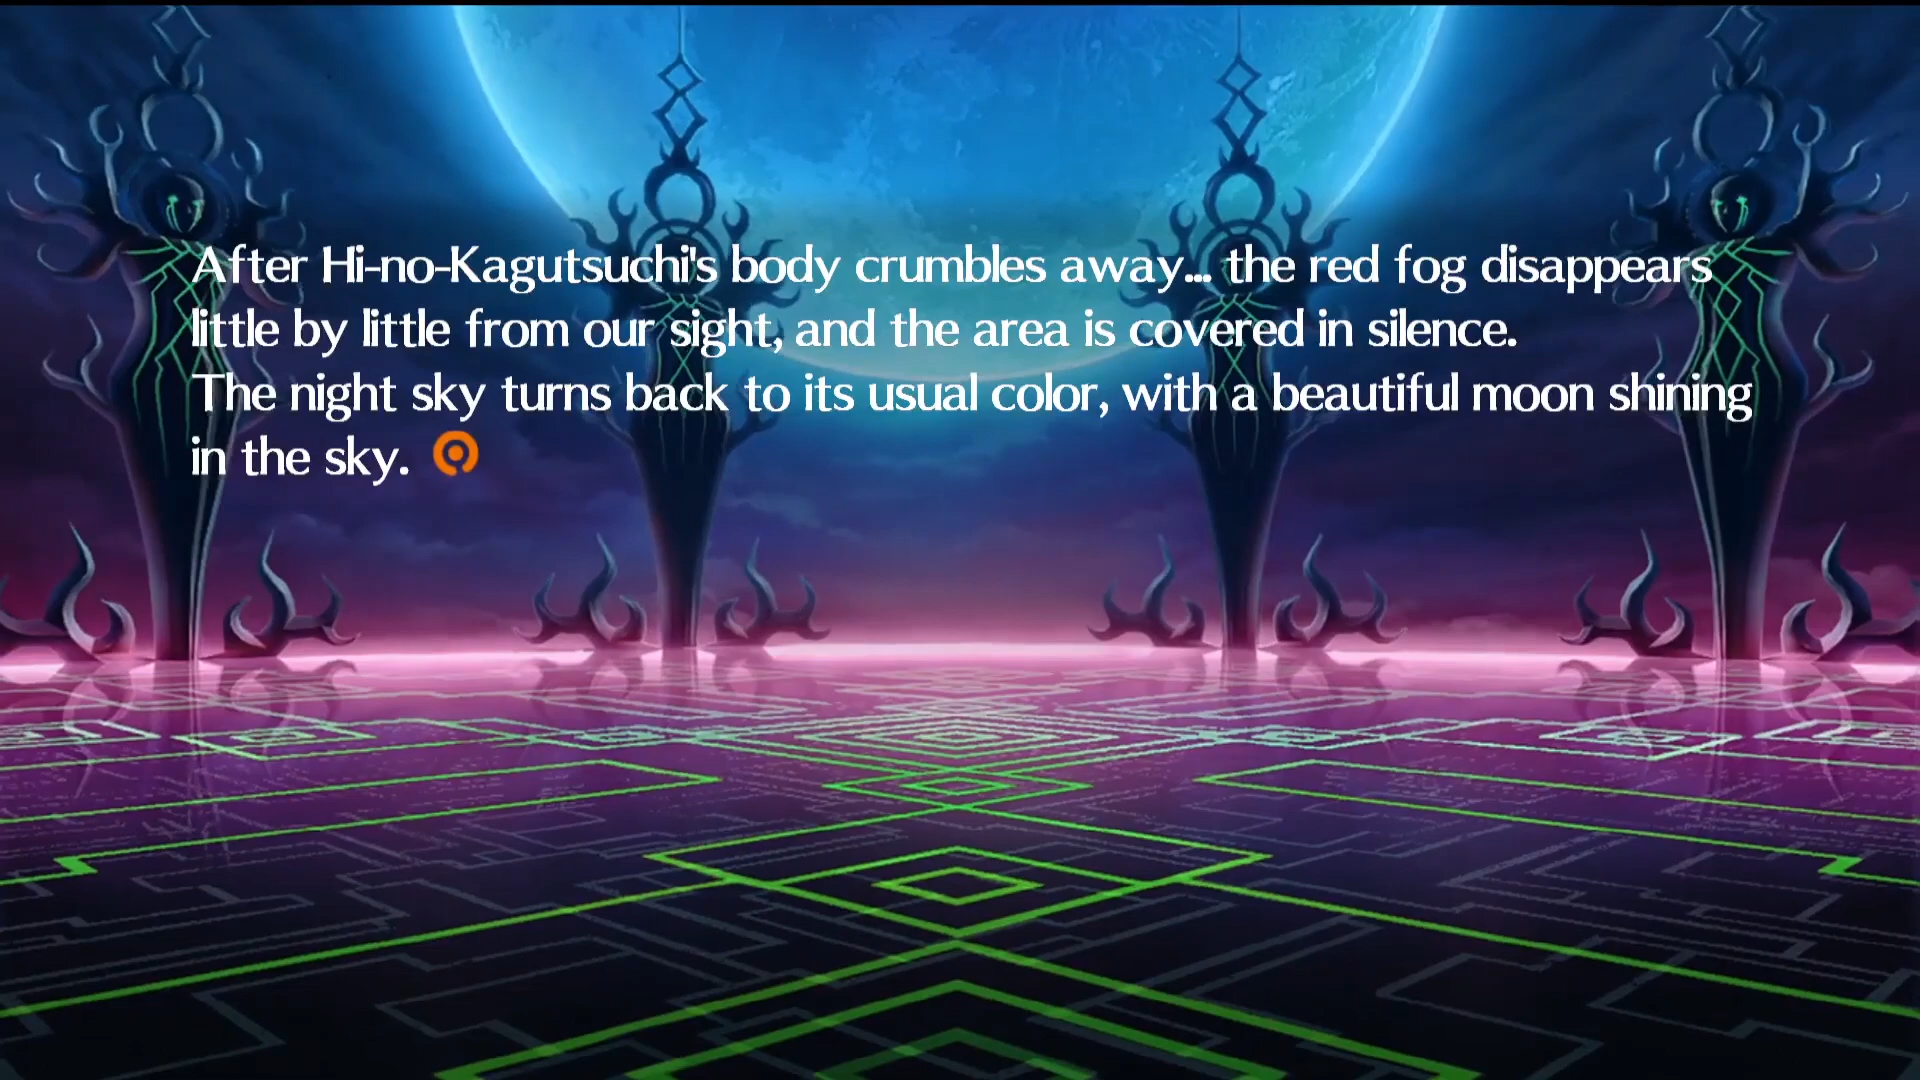 After Hi-no-Kagutsuchi's body crumbles away... the red fog disappears
little by little from our sight, and the area is covered in silence.
The night sky turns back to its usual color, with a beautiful moon shining
in the sky.